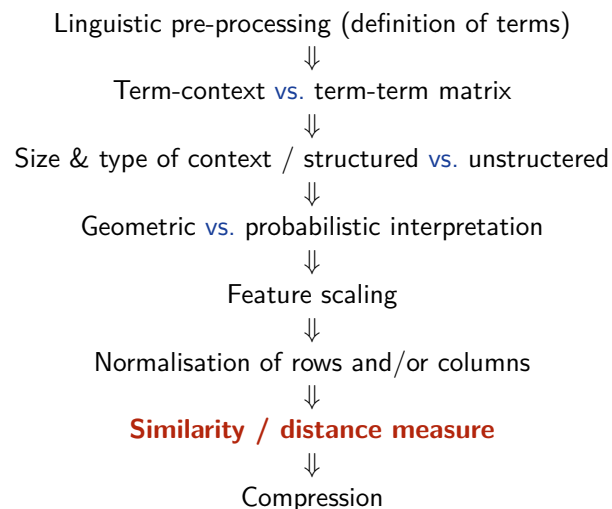 Linguistic pre-processing (definition of terms)
⇓
Term-context vs. term-term matrix
⇓
Size & type of context / structured vs. unstructered
⇓
Geometric vs. probabilistic interpretation
⇓
Feature scaling
⇓
Normalisation of rows and/or columns
⇓
Similarity / distance measure
⇓
Compression